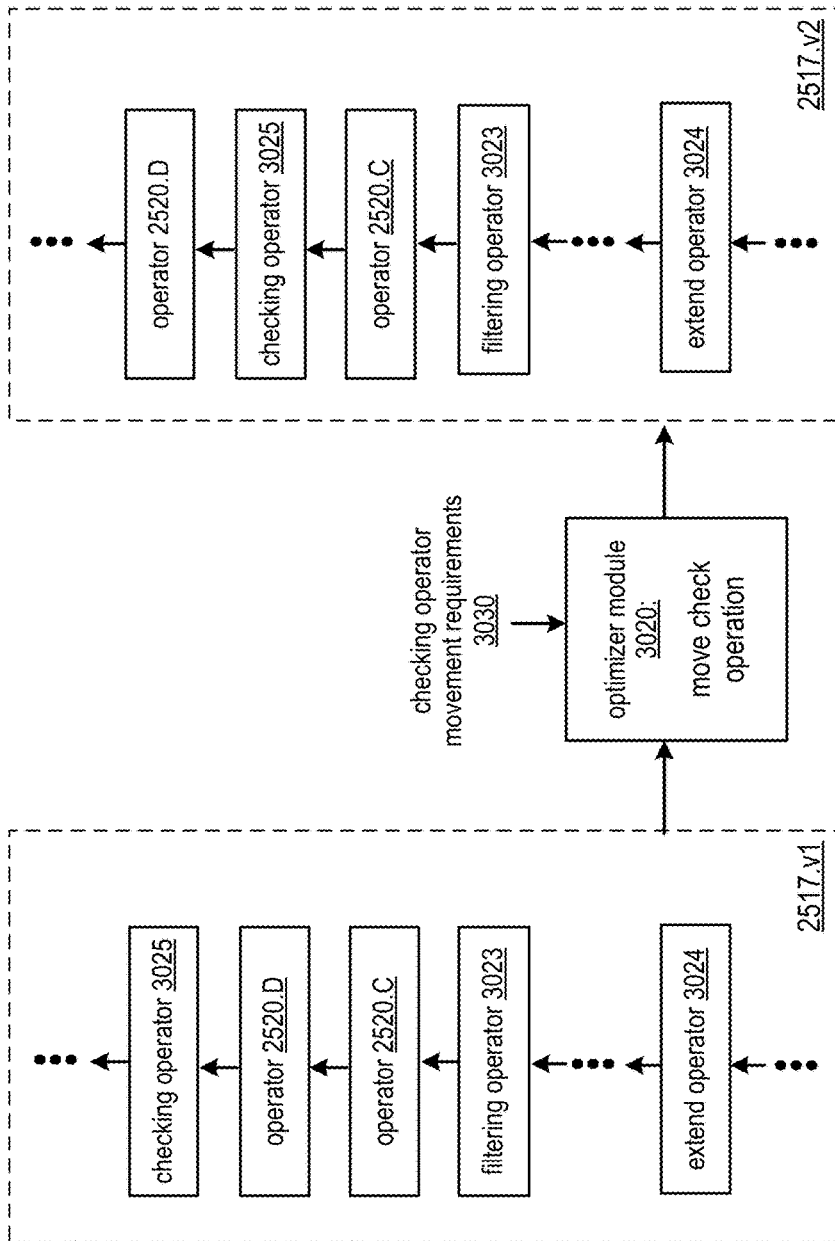 checking operator 3025
operator 2520.D
operator 2520.C
filtering operator 3023
extend operator 3024
2517.v1
checking operator
movement requirements
3030
optimizer module
3020:
move check
operation
operator 2520.D
checking operator 3025
operator 2520.C
filtering operator 3023
extend operator 3024
2517.v2